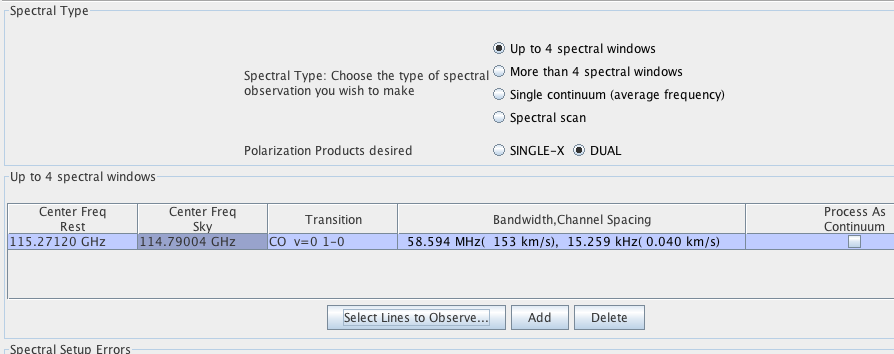 Spectral Type
Up to 4 spectral windows
Spectral Type: Choose the type of spectral
observation you wish to make
More than 4 spectral windows
Single continuum (average frequency)
Spectral scan
Polarization Products desired
SINGLE-X
DUAL
Up to 4 spectral windows
Center Freq
Rest
Center Freq
Sky
Transition
Bandwidth,Channel Spacing
Process As
Continuum
115.27120 GHz
114.79004 GHz
CO v=0 1-0
58.594 MHz( 153 km/s), 15.259 kHz( 0.040 km/s)
Select Lines to Observe...
Add
Delete
Spectral Setup Errors